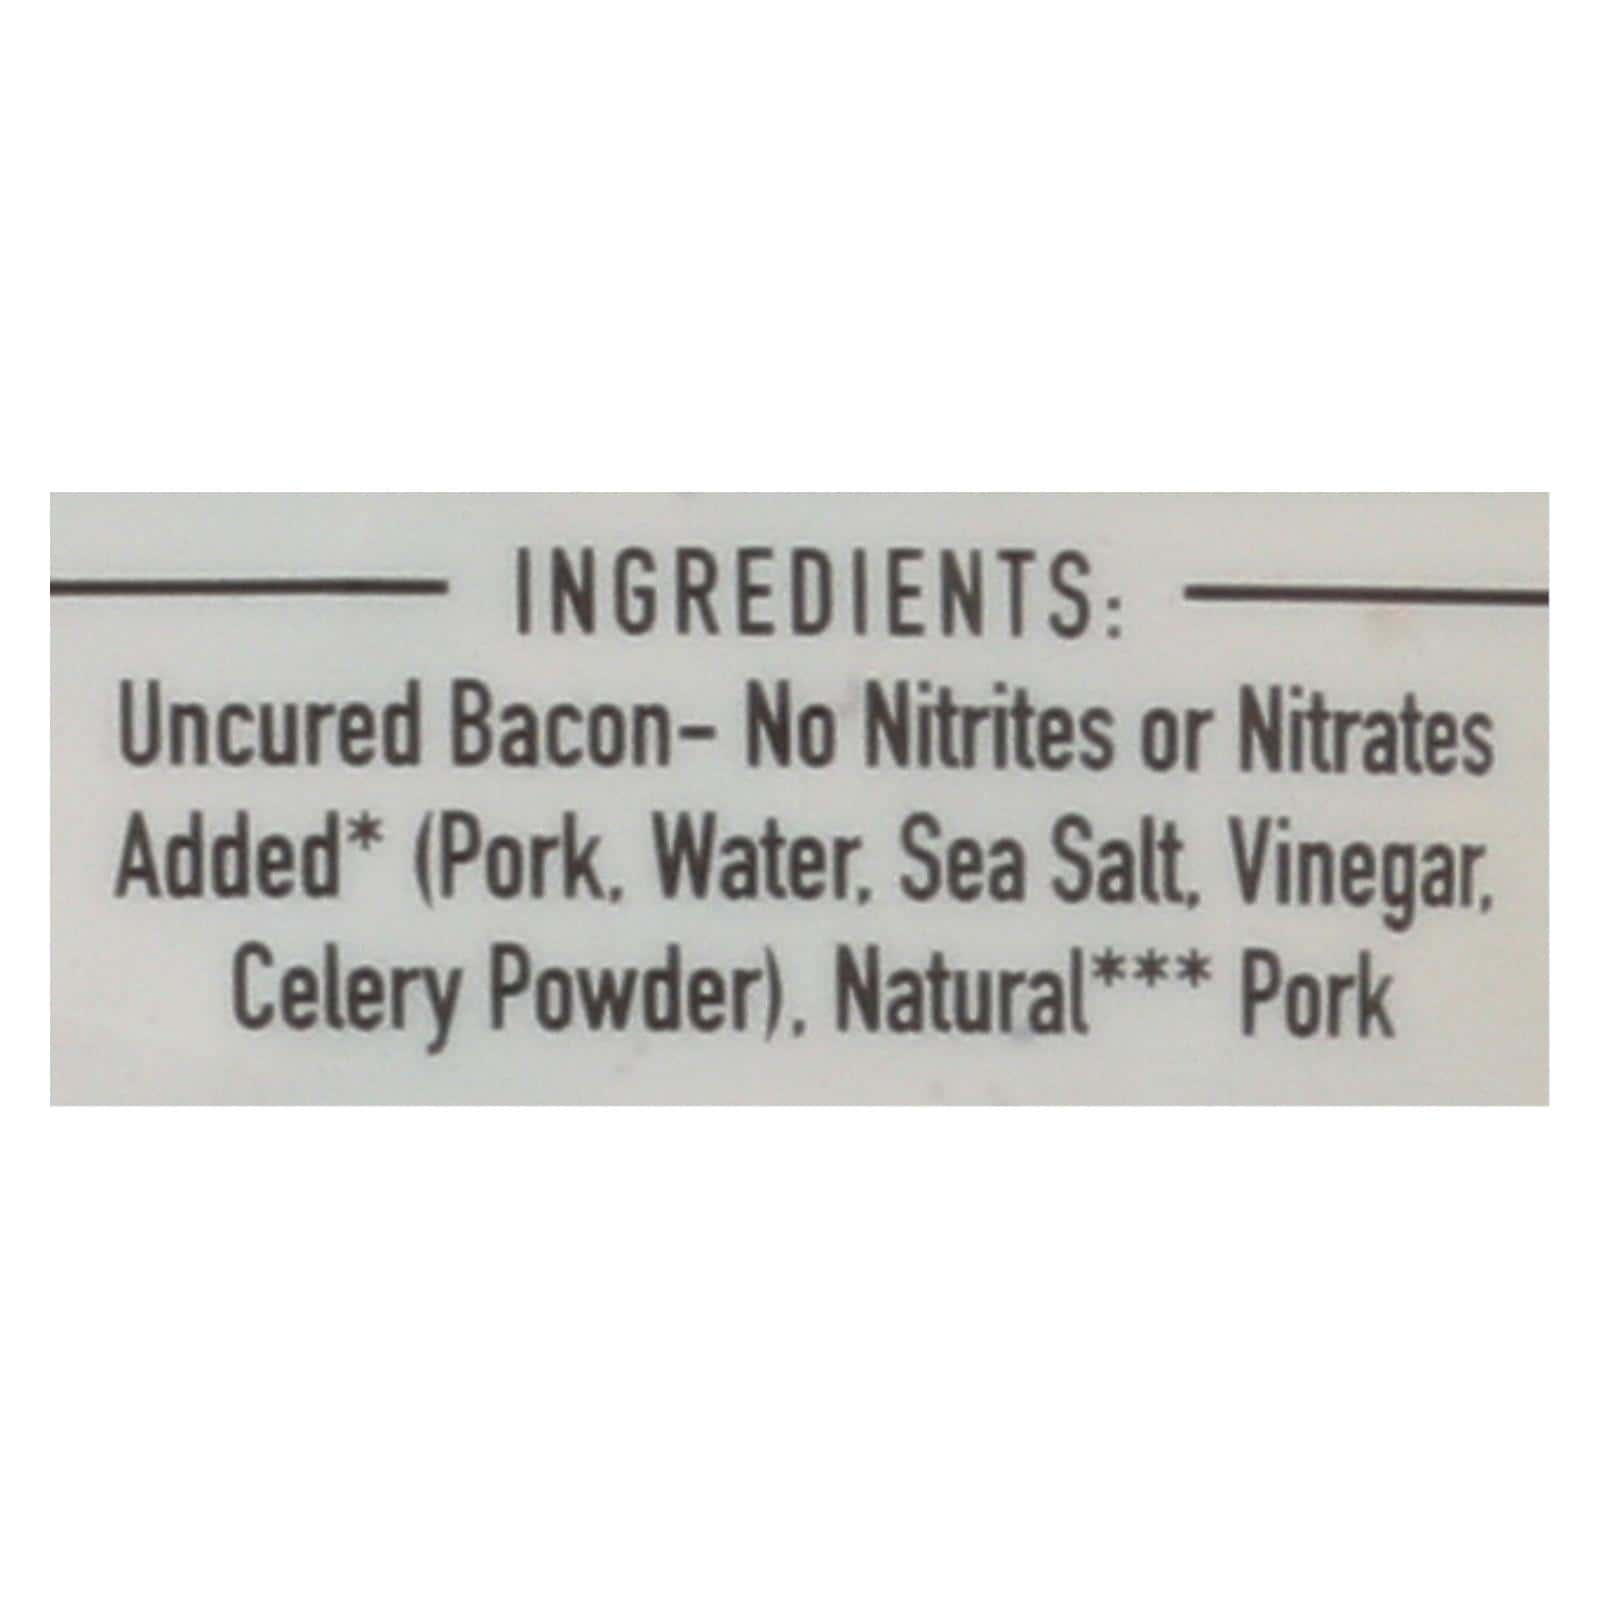 INGREDIENTS:
Uncured Bacon– No Nitrites or Nitrates
Added* (Pork, Water, Sea Salt, Vinegar,
Celery Powder), Natural*** Pork